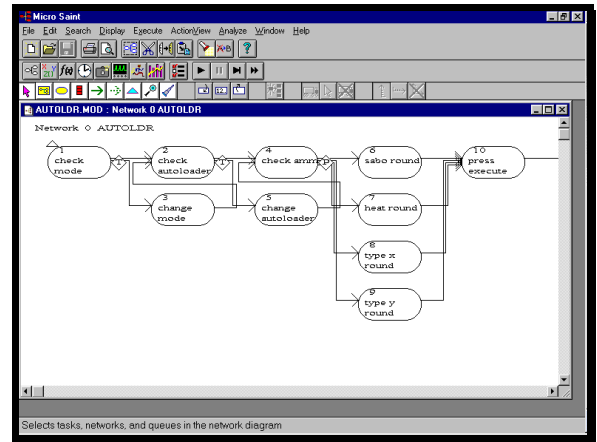 Micro Saint
File Edit Search Display Execute ActionView Analyze Window Help
AUTOLDR.MOD : Network 0 AUTOLDR
Network 0 AUTOLDR
1
check
mode
2
check
autoloader
4
check ammo
6
sabo round
10
press
execute
3
change
mode
5
change
autoloader
7
heat round
8
type x
round
9
type y
round
Selects tasks, networks, and queues in the network diagram